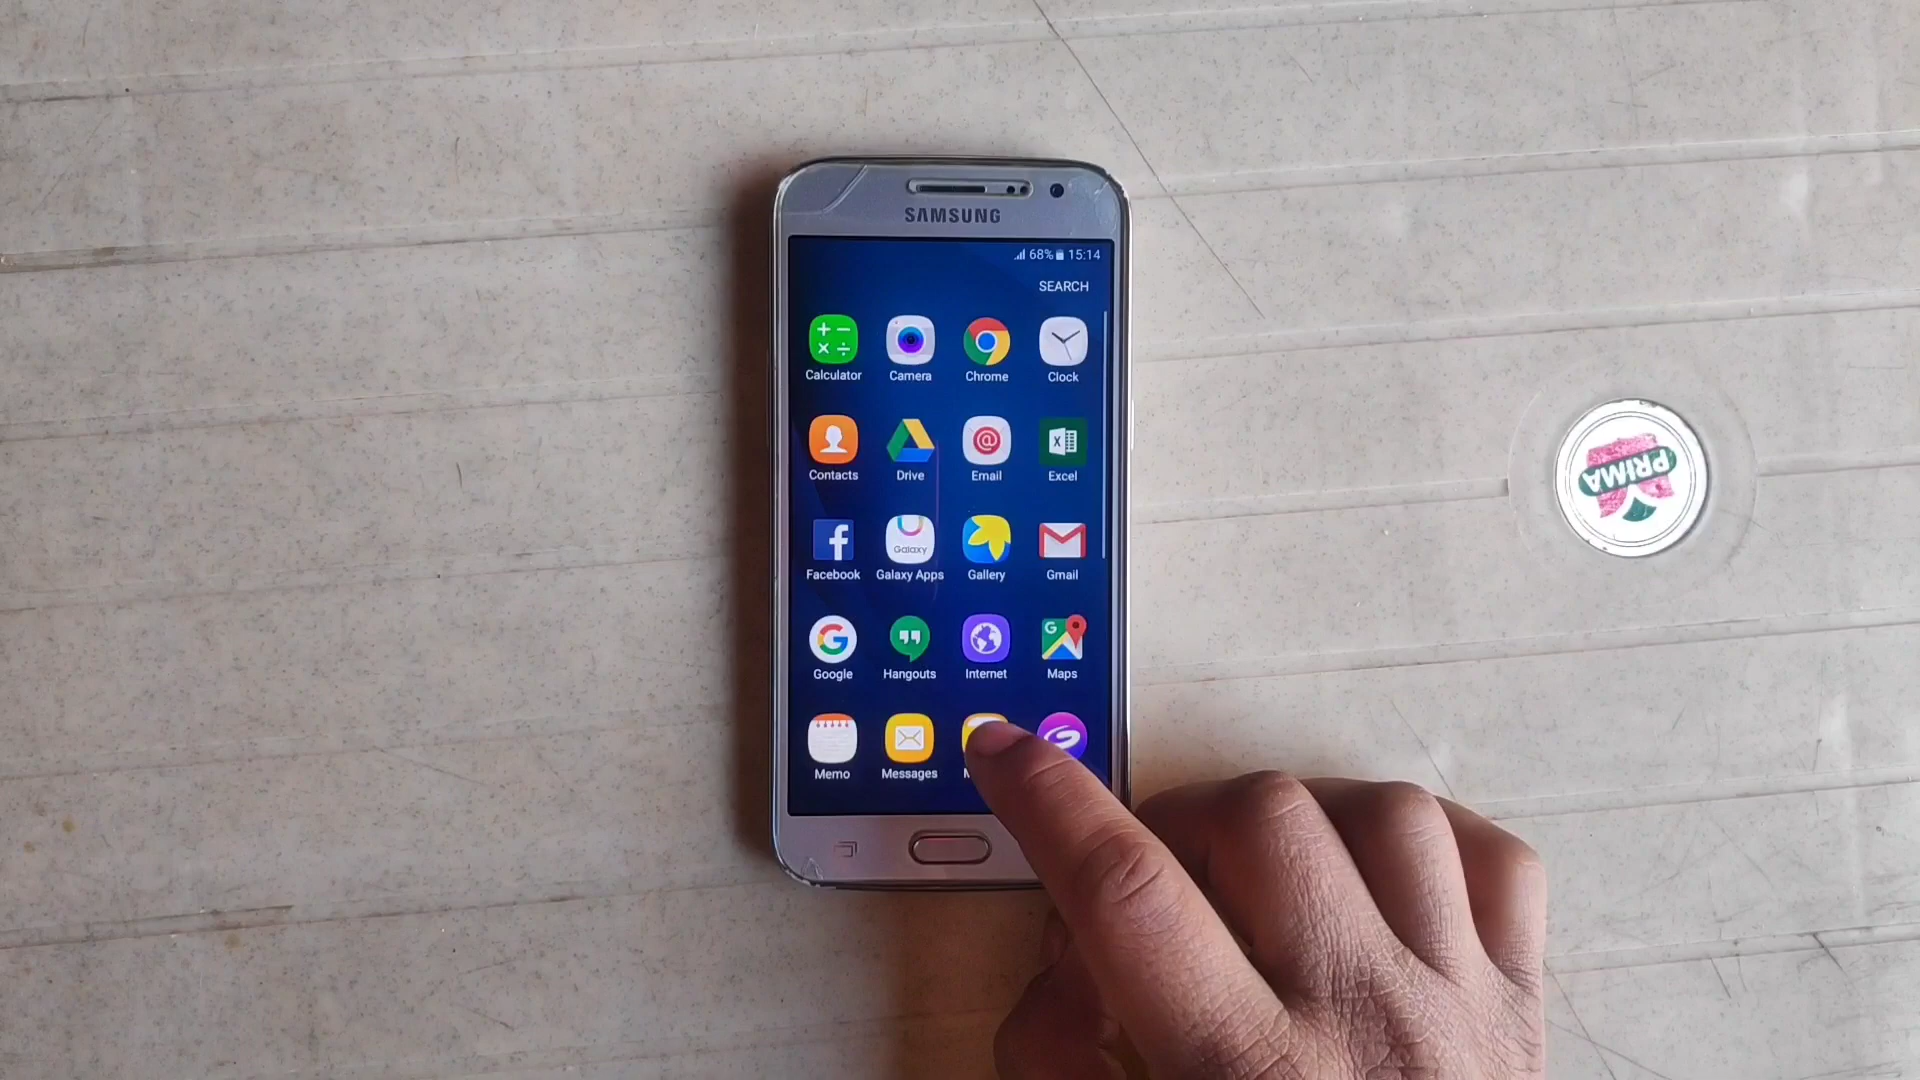 SAMSUNG
68% 15:14
SEARCH
Calculator Camera Chrome Clock
Contacts Drive Email Excel
Facebook Galaxy Apps Gallery Gmail
Galaxy
Google Hangouts Internet Maps
Memo Messages
PRIMA